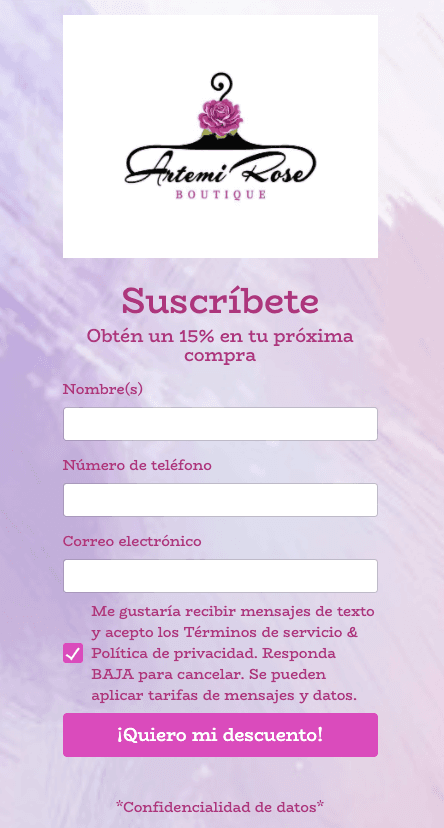 Artemi Rose
BOUTIQUE
Suscríbete
Obtén un 15% en tu próxima
compra
Nombre(s)
Número de teléfono
Correo electrónico
Me gustaría recibir mensajes de texto
y acepto los Términos de servicio &
Política de privacidad. Responda
BAJA para cancelar. Se pueden
aplicar tarifas de mensajes y datos.
¡Quiero mi descuento!
*Confidencialidad de datos*